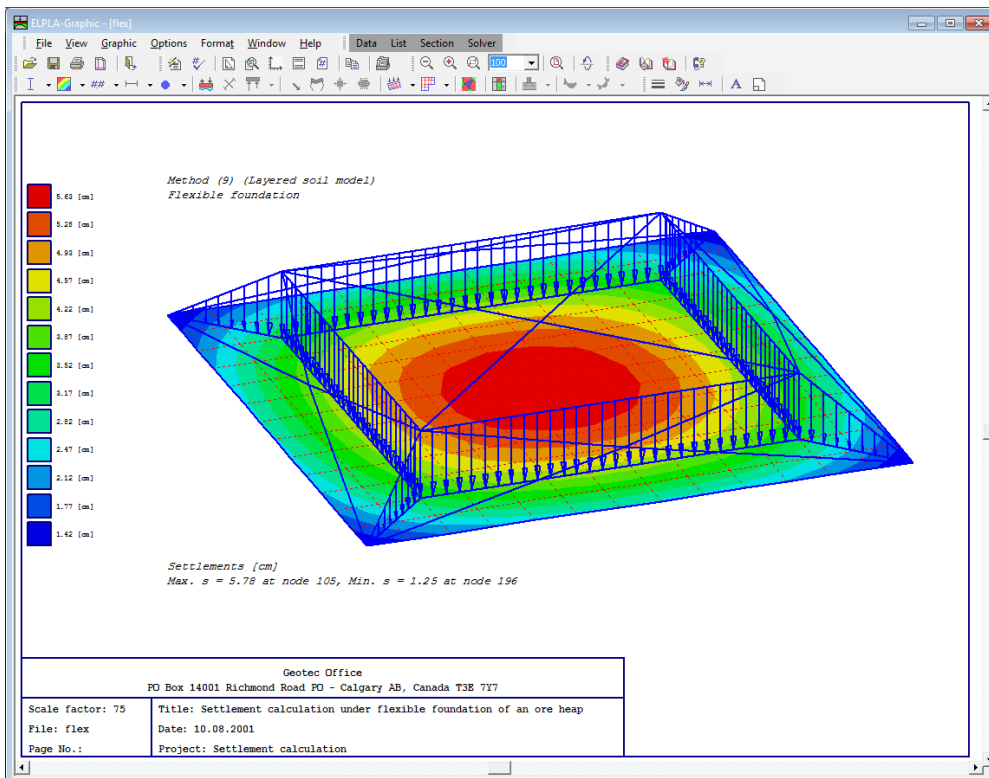 ELPLA-Graphic - [flex]
File View Graphic Options Format Window Help Data List Section Solver
100
Method (9) (Layered soil model)
Flexible foundation
5.63 [cm]
5.28 [cm]
4.93 [cm]
4.57 [cm]
4.22 [cm]
3.87 [cm]
3.52 [cm]
3.17 [cm]
2.82 [cm]
2.47 [cm]
2.12 [cm]
1.77 [cm]
1.42 [cm]
Settlements [cm]
Max. s = 5.78 at node 105, Min. s = 1.25 at node 196
Geotec Office
PO Box 14001 Richmond Road PO - Calgary AB, Canada T3E 7Y7
Scale factor: 75
Title: Settlement calculation under flexible foundation of an ore heap
File: flex
Date: 10.08.2001
Page No.:
Project: Settlement calculation